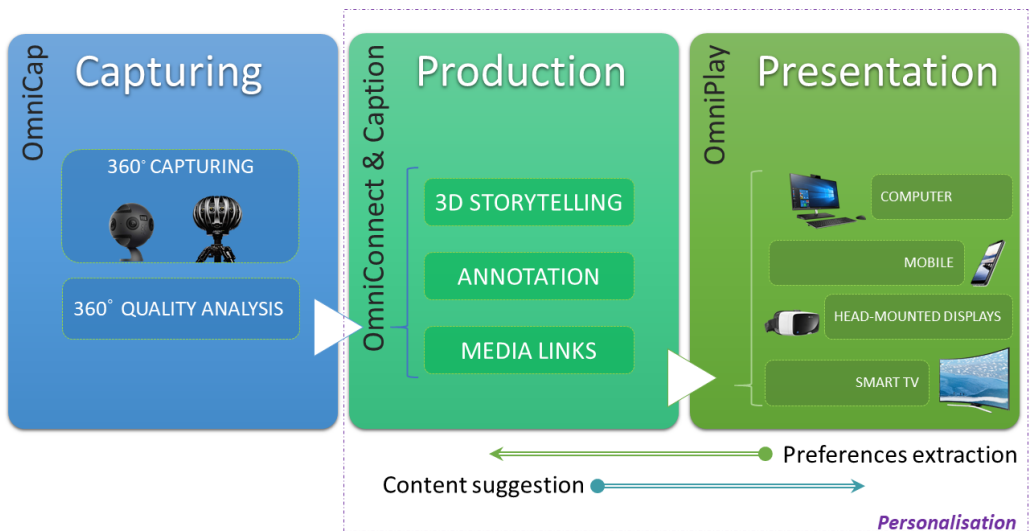 OmniCap
Capturing
360° CAPTURING
360° QUALITY ANALYSIS
OmniConnect & Caption
Production
3D STORYTELLING
ANNOTATION
MEDIA LINKS
OmniPlay
Presentation
COMPUTER
MOBILE
HEAD-MOUNTED DISPLAYS
SMART TV
Preferences extraction
Content suggestion
Personalisation